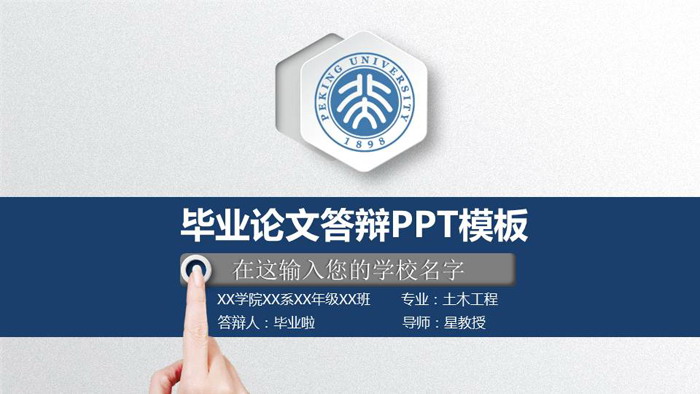 PEKING UNIVERSITY
1898
毕业论文答辩PPT模板
在这输入您的学校名字
XX学院XX系XX年级XX班 专业：土木工程
答辩人：毕业啦 导师：星教授